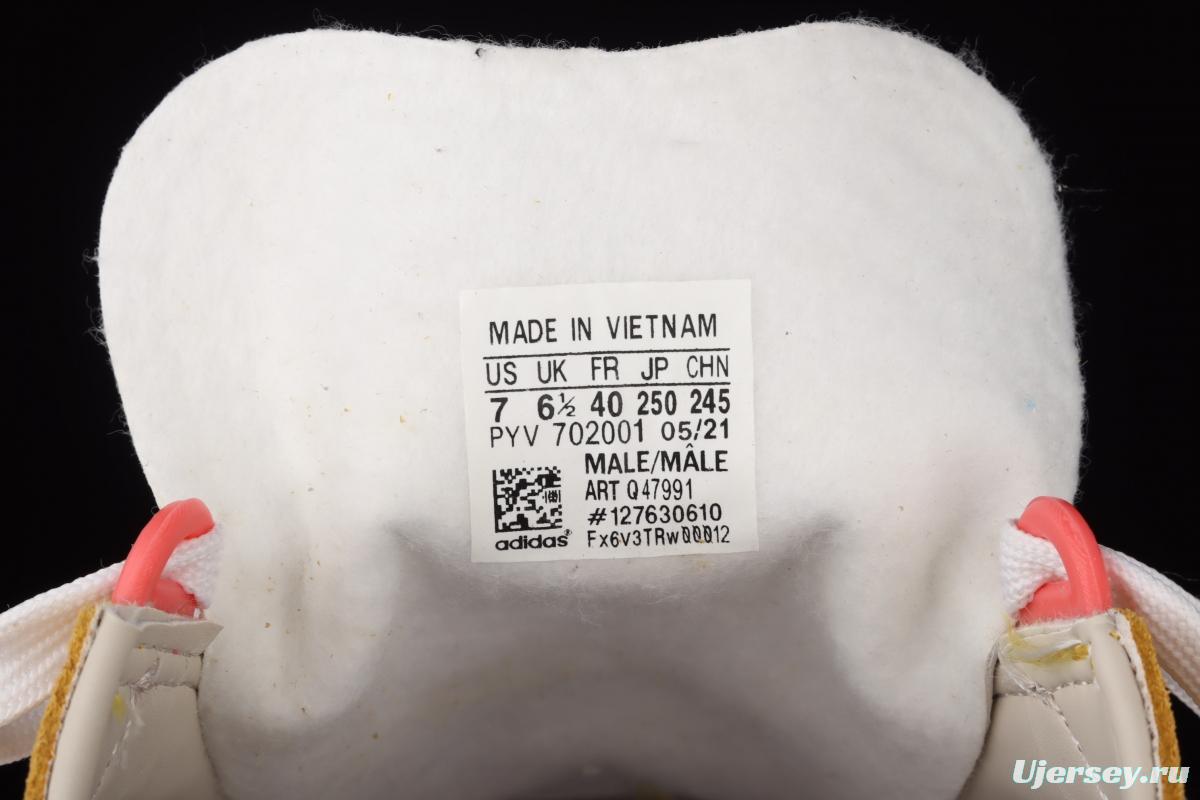 MADE IN VIETNAM
US UK FR JP CHN
7 6½ 40 250 245
PYV 702001 05/21
MALE/MÂLE
ART Q47991
#127630610
adidas Fx6v3TRw00012
Ujersey.ru